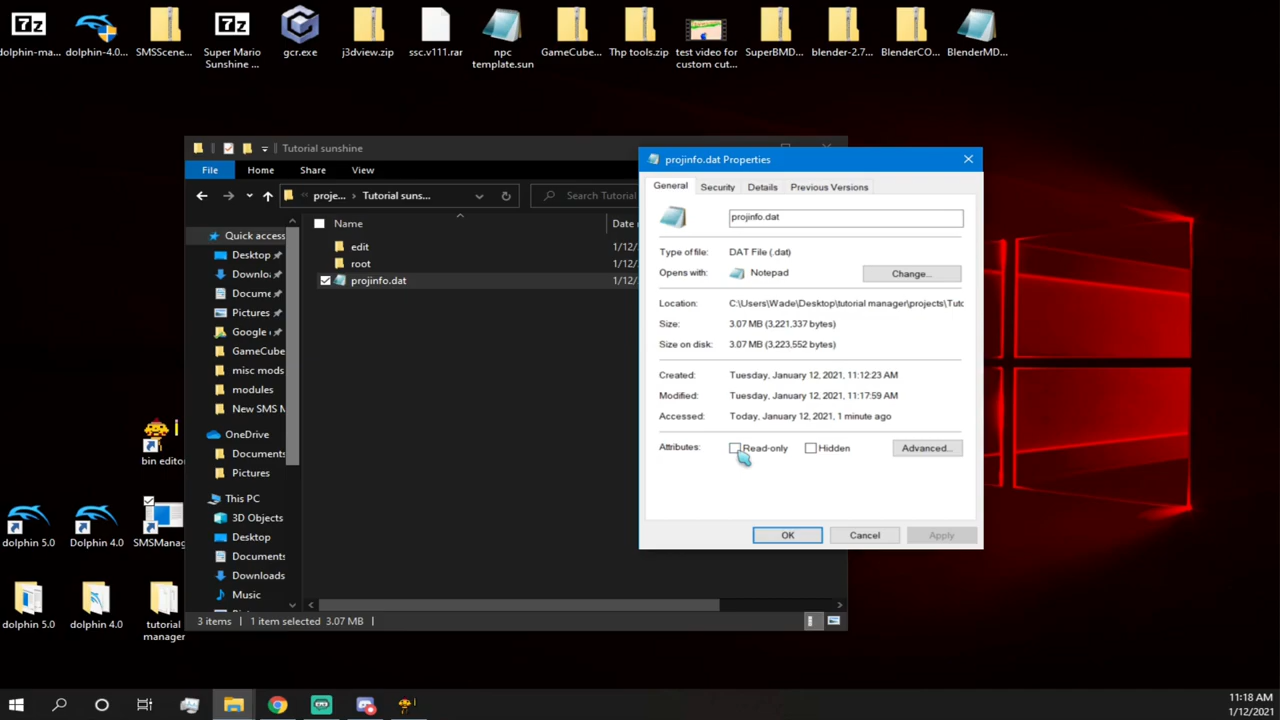 dolphin-ma...
dolphin-4.0...
SMSScene...
Super Mario
Sunshine ...
gcr.exe
j3dview.zip
ssc.v111.rar
npc
template.sun
GameCube...
Thp tools.zip
test video for
custom cut...
SuperBMD...
blender-2.7...
BlenderCO...
BlenderMD...
Tutorial sunshine
File
Home
Share
View
proje...
Tutorial suns...
Search Tutorial
Name
Date
Quick access
Desktop
Downlo
Docume
Pictures
Google
GameCube
misc mods
modules
New SMS M
OneDrive
Documents
Pictures
This PC
3D Objects
Desktop
Documents
Downloads
Music
edit
1/12/
root
1/12/
projinfo.dat
1/12/
3 items
1 item selected 3.07 MB
projinfo.dat Properties
General
Security
Details
Previous Versions
projinfo.dat
Type of file:
DAT File (.dat)
Opens with:
Notepad
Change...
Location:
C:\Users\Wade\Desktop\tutorial manager\projects\Tuto
Size:
3.07 MB (3,221,337 bytes)
Size on disk:
3.07 MB (3,223,552 bytes)
Created:
Tuesday, January 12, 2021, 11:12:23 AM
Modified:
Tuesday, January 12, 2021, 11:17:59 AM
Accessed:
Today, January 12, 2021, 1 minute ago
Attributes:
Read-only
Hidden
Advanced...
OK
Cancel
Apply
bin editor
dolphin 5.0
Dolphin 4.0
SMSManag
dolphin 5.0
dolphin 4.0
tutorial
manager
11:18 AM
1/12/2021